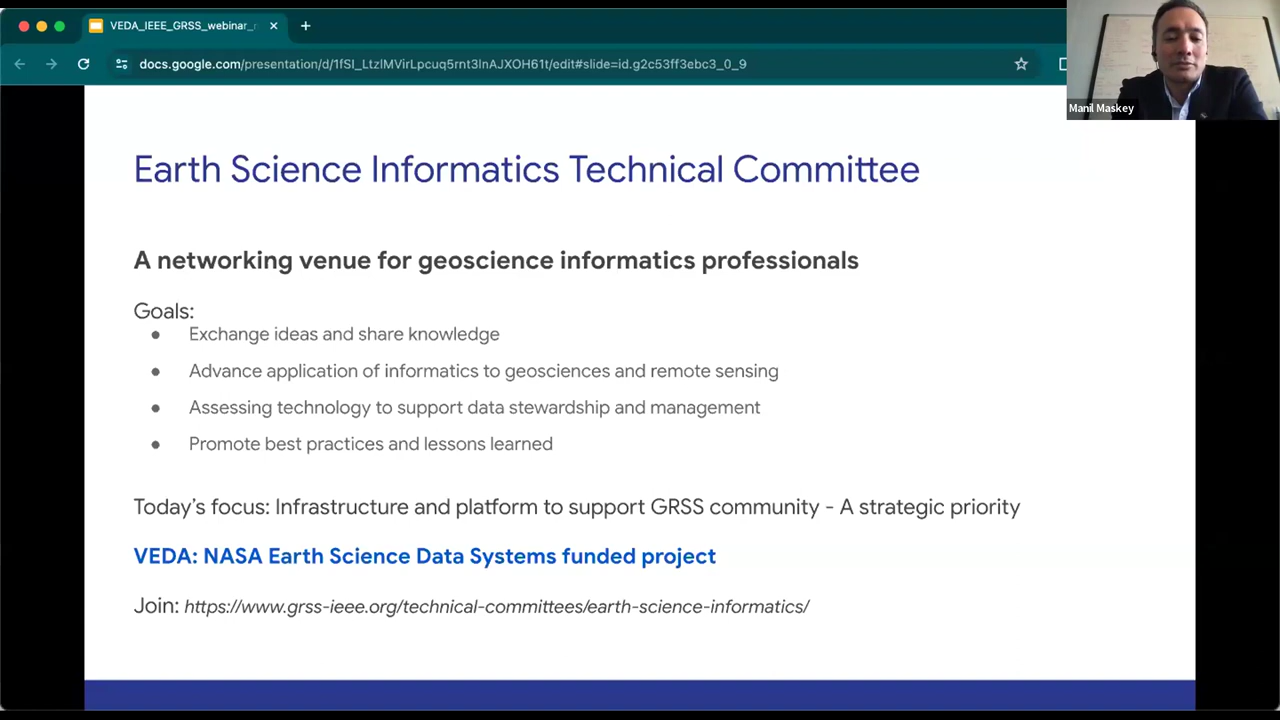 VEDA_IEEE_GRSS_webinar_
docs.google.com/presentation/d/1fSI_LtzlMVirLpcuq5rnt3lnAJXOH61t/edit#slide=id.g2c53ff3ebc3_0_9
Manil Maskey
Earth Science Informatics Technical Committee
A networking venue for geoscience informatics professionals
Goals:
● Exchange ideas and share knowledge
● Advance application of informatics to geosciences and remote sensing
● Assessing technology to support data stewardship and management
● Promote best practices and lessons learned
Today's focus: Infrastructure and platform to support GRSS community - A strategic priority
VEDA: NASA Earth Science Data Systems funded project
Join: https://www.grss-ieee.org/technical-committees/earth-science-informatics/